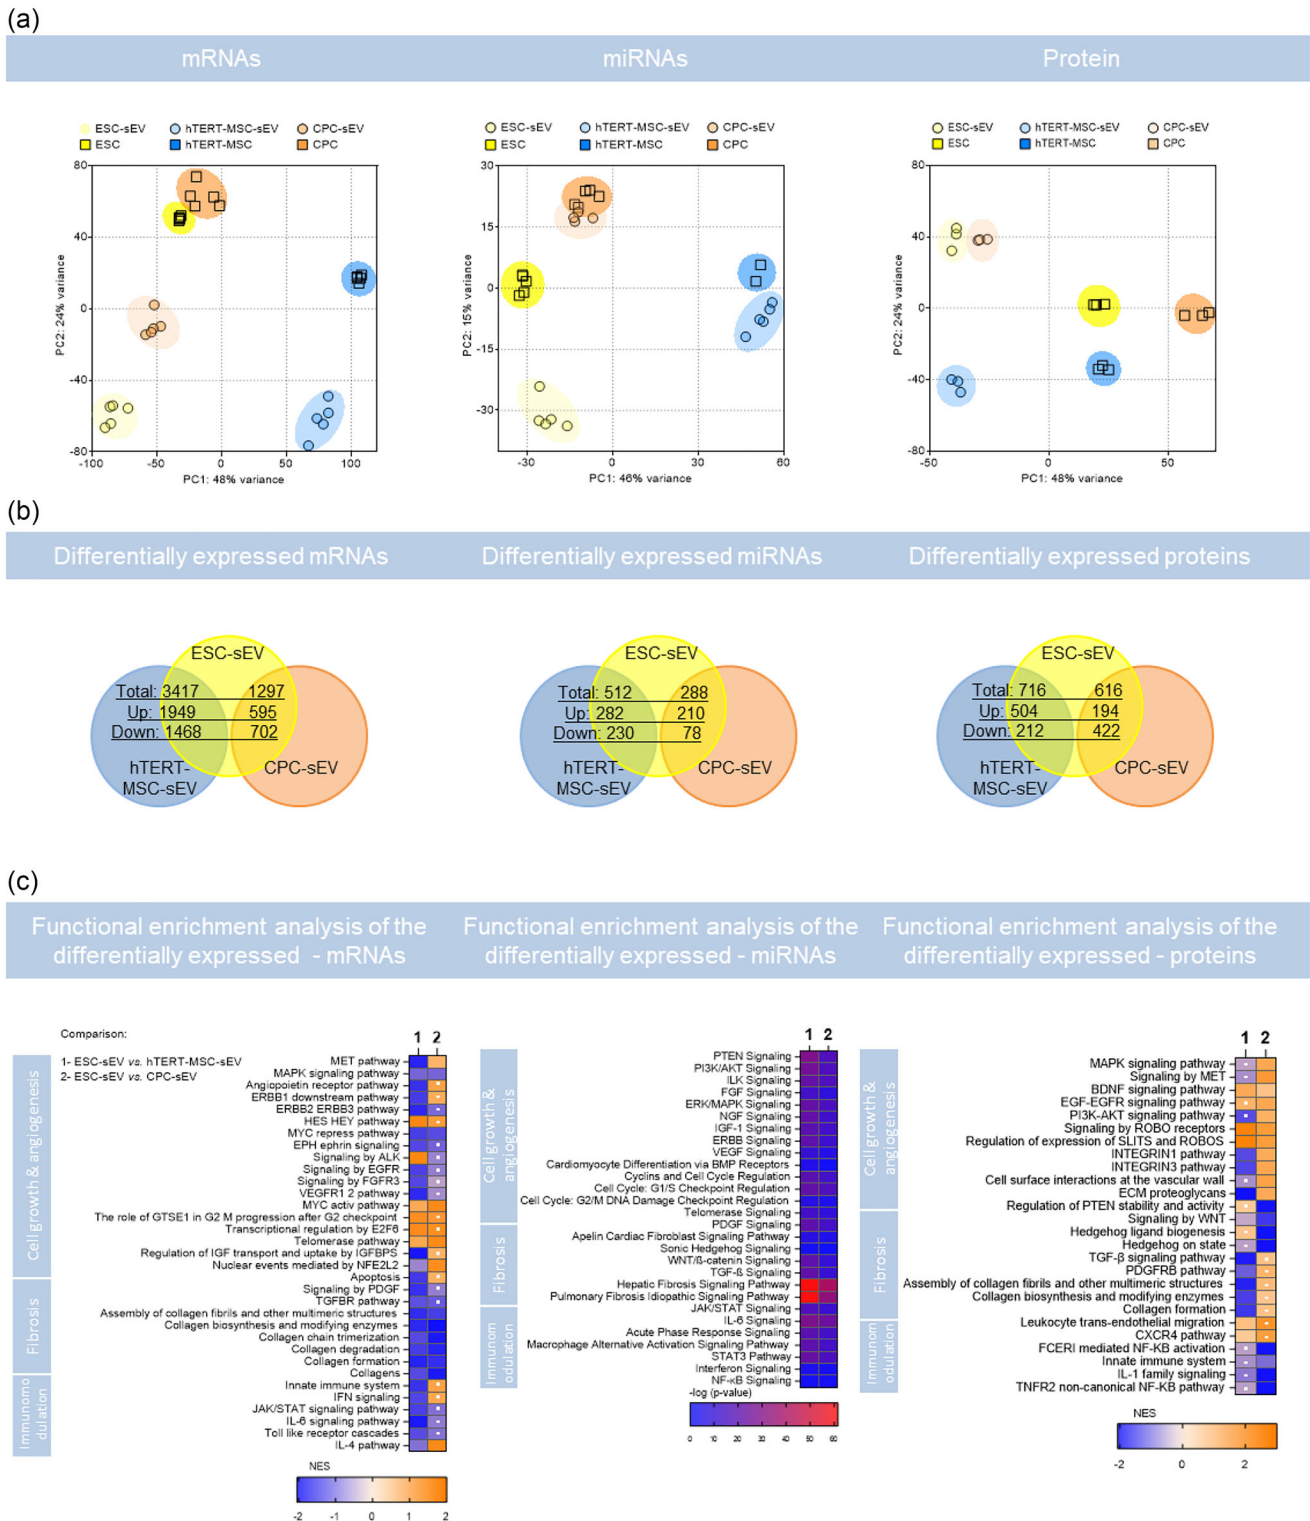 (a)
mRNAs
miRNAs
Protein
ESC-sEV hTERT-MSC-sEV CPC-sEV
ESC hTERT-MSC CPC
80
40
0
-40
-80
PC2: 24% variance
-100 -50 0 50 100
PC1: 48% variance
ESC-sEV hTERT-MSC-sEV CPC-sEV
ESC hTERT-MSC CPC
30
15
0
-15
-30
PC2: 15% variance
-30 0 30 60
PC1: 46% variance
ESC-sEV hTERT-MSC-sEV CPC-sEV
ESC hTERT-MSC CPC
80
40
0
-40
-80
PC2: 24% variance
-50 0 50
PC1: 48% variance
(b)
Differentially expressed mRNAs
Differentially expressed miRNAs
Differentially expressed proteins
ESC-sEV
Total: 3417 1297
Up: 1949 595
Down: 1468 702
hTERT-
MSC-sEV
CPC-sEV
ESC-sEV
Total: 512 288
Up: 282 210
Down: 230 78
hTERT-
MSC-sEV
CPC-sEV
ESC-sEV
Total: 716 616
Up: 504 194
Down: 212 422
hTERT-
MSC-sEV
CPC-sEV
(c)
Functional enrichment analysis of the
differentially expressed - mRNAs
Functional enrichment analysis of the
differentially expressed - miRNAs
Functional enrichment analysis of the
differentially expressed - proteins
Comparison:
1- ESC-sEV vs. hTERT-MSC-sEV
2- ESC-sEV vs. CPC-sEV
1 2
Cell growth & angiogenesis
MET pathway
MAPK signaling pathway
Angiopoietin receptor pathway
ERBB1 downstream pathway
ERBB2 ERBB3 pathway
HES HEY pathway
MYC repress pathway
EPH ephrin signaling
Signaling by ALK
Signaling by EGFR
Signaling by FGFR3
VEGFR1 2 pathway
MYC activ pathway
The role of GTSE1 in G2 M progression after G2 checkpoint
Transcriptional regulation by E2F6
Telomerase pathway
Regulation of IGF transport and uptake by IGFBPS
Nuclear events mediated by NFE2L2
Apoptosis
Fibrosis
Signaling by PDGF
TGFBR pathway
Assembly of collagen fibrils and other multimeric structures
Collagen biosynthesis and modifying enzymes
Collagen chain trimerization
Collagen degradation
Collagen formation
Collagens
Immunomo
dulation
Innate immune system
IFN signaling
JAK/STAT signaling pathway
IL-6 signaling pathway
Toll like receptor cascades
IL-4 pathway
NES
-2 -1 0 1 2
1 2
Cell growth &
angiogenesis
PTEN Signaling
PI3K/AKT Signaling
ILK Signaling
FGF Signaling
ERK/MAPK Signaling
NGF Signaling
IGF-1 Signaling
ERBB Signaling
VEGF Signaling
Cardiomyocyte Differentiation via BMP Receptors
Cyclins and Cell Cycle Regulation
Cell Cycle: G1/S Checkpoint Regulation
Cell Cycle: G2/M DNA Damage Checkpoint Regulation
Telomerase Signaling
Fibrosis
PDGF Signaling
Apelin Cardiac Fibroblast Signaling Pathway
Sonic Hedgehog Signaling
WNT/ß-catenin Signaling
TGF-ß Signaling
Hepatic Fibrosis Signaling Pathway
Pulmonary Fibrosis Idiopathic Signaling Pathway
Immunom
odulation
JAK/STAT Signaling
IL-6 Signaling
Acute Phase Response Signaling
Macrophage Alternative Activation Signaling Pathway
STAT3 Pathway
Interferon Signaling
NF-κB Signaling
-log (p-value)
0 10 20 30 40 50 60
1 2
Cell growth &
angiogenesis
MAPK signaling pathway
Signaling by MET
BDNF signaling pathway
EGF-EGFR signaling pathway
PI3K-AKT signaling pathway
Signaling by ROBO receptors
Regulation of expression of SLITS and ROBOS
INTEGRIN1 pathway
INTEGRIN3 pathway
Cell surface interactions at the vascular wall
ECM proteoglycans
Regulation of PTEN stability and activity
Fibrosis
Signaling by WNT
Hedgehog ligand biogenesis
Hedgehog on state
TGF-β signaling pathway
PDGFRB pathway
Assembly of collagen fibrils and other multimeric structures
Collagen biosynthesis and modifying enzymes
Collagen formation
Immunom
odulation
Leukocyte trans-endothelial migration
CXCR4 pathway
FCERI mediated NF-KB activation
Innate immune system
IL-1 family signaling
TNFR2 non-canonical NF-KB pathway
NES
-2 0 2